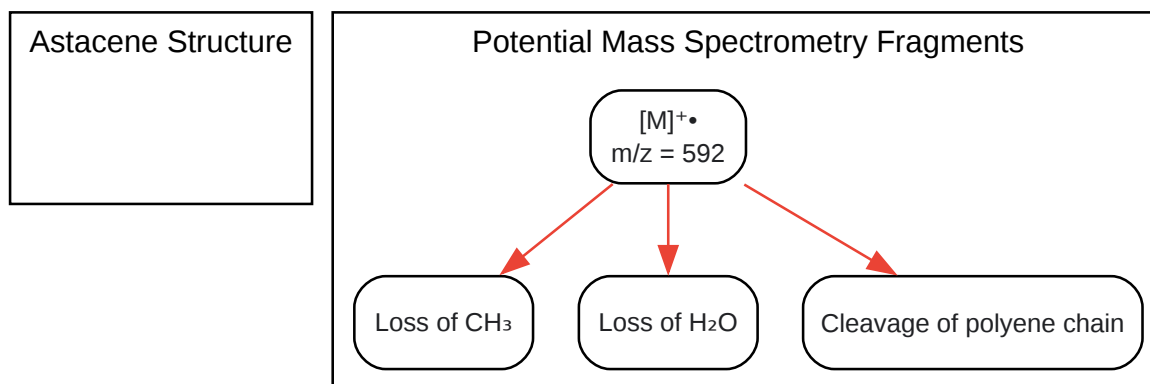 Astacene Structure
Potential Mass Spectrometry Fragments
[M]⁺•
m/z = 592
Loss of CH₃
Loss of H₂O
Cleavage of polyene chain